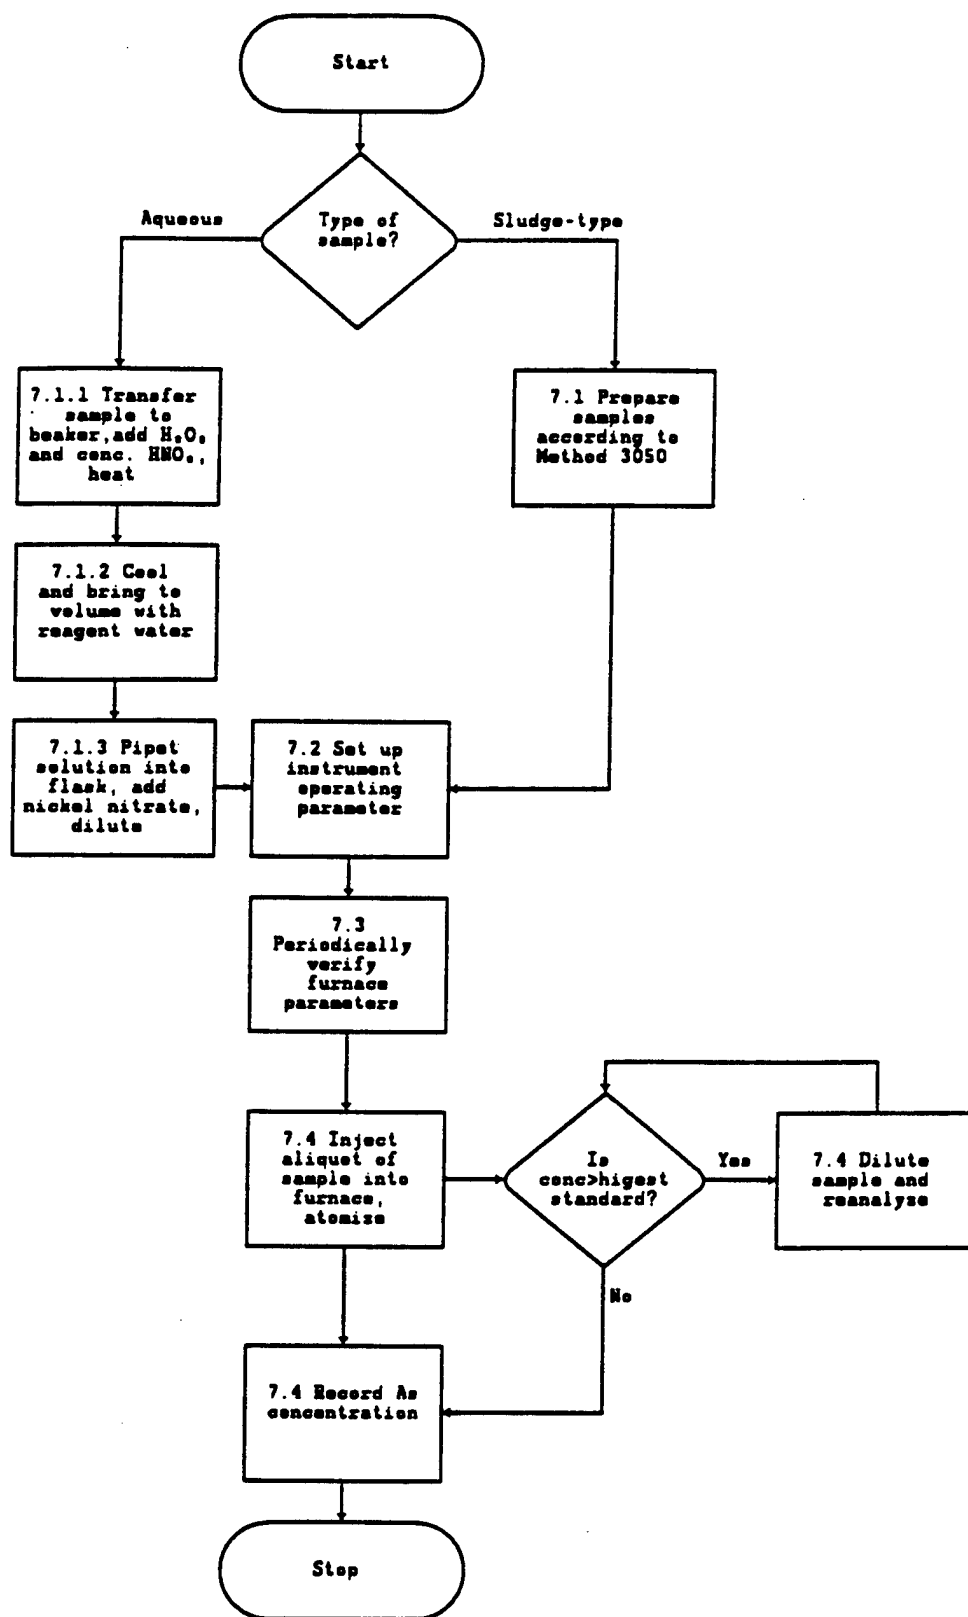 Start
Type of
sample?
Aqueous
Sludge-type
7.1.1 Transfer
sample to
beaker, add H₂O₂
and conc. HNO₃,
heat
7.1 Prepare
samples
according to
Method 3050
7.1.2 Cool
and bring to
volume with
reagent water
7.1.3 Pipet
solution into
flask, add
nickel nitrate,
dilute
7.2 Set up
instrument
operating
parameter
7.3
Periodically
verify
furnace
parameters
7.4 Inject
aliquot of
sample into
furnace,
atomize
Is
conc>higest
standard?
Yes
7.4 Dilute
sample and
reanalyze
No
7.4 Record As
concentration
Stop